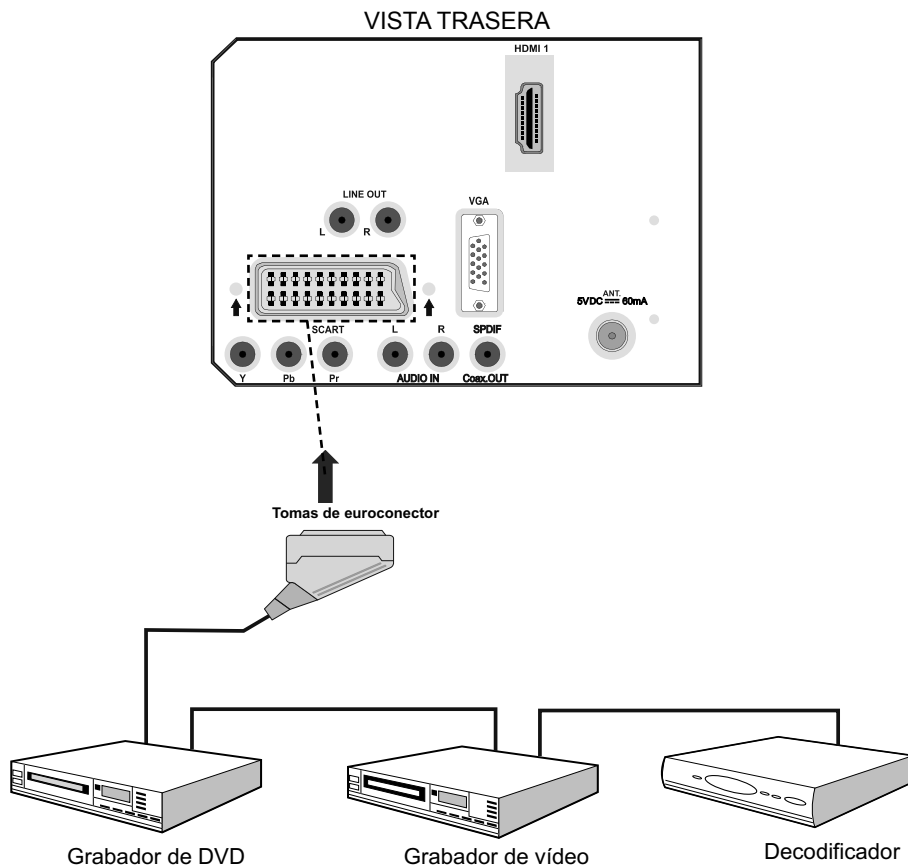 VISTA TRASERA
HDMI 1
LINE OUT
L R
VGA
ANT.
5VDC 60mA
SCART L R SPDIF
Y Pb Pr AUDIO IN Coax.OUT
Tomas de euroconector
Grabador de DVD Grabador de vídeo Decodificador